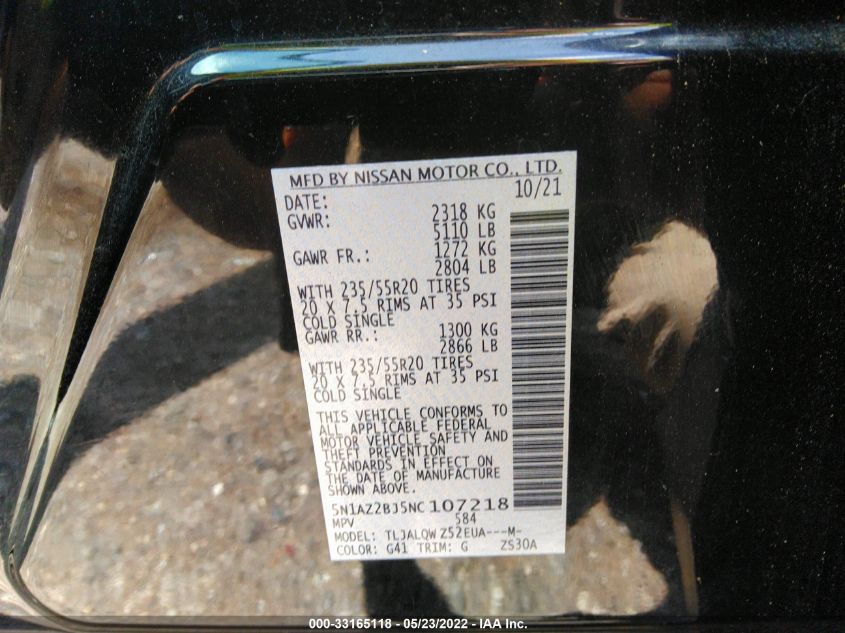 MFD BY NISSAN MOTOR CO., LTD.
DATE: 10/21
GVWR: 2318 KG
5110 LB
GAWR FR.: 1272 KG
2804 LB
WITH 235/55R20 TIRES
20 X 7.5 RIMS AT 35 PSI
COLD SINGLE
GAWR RR.: 1300 KG
2866 LB
WITH 235/55R20 TIRES
20 X 7.5 RIMS AT 35 PSI
COLD SINGLE
THIS VEHICLE CONFORMS TO
ALL APPLICABLE FEDERAL
MOTOR VEHICLE SAFETY AND
THEFT PREVENTION
STANDARDS IN EFFECT ON
THE DATE OF MANUFACTURE
SHOWN ABOVE.
5N1AZ2BJ5NC107218
MPV 584
MODEL: TLJALQW Z52EUA---M-
COLOR: G41 TRIM: G ZS30A
000-33165118 - 05/23/2022 - IAA Inc.